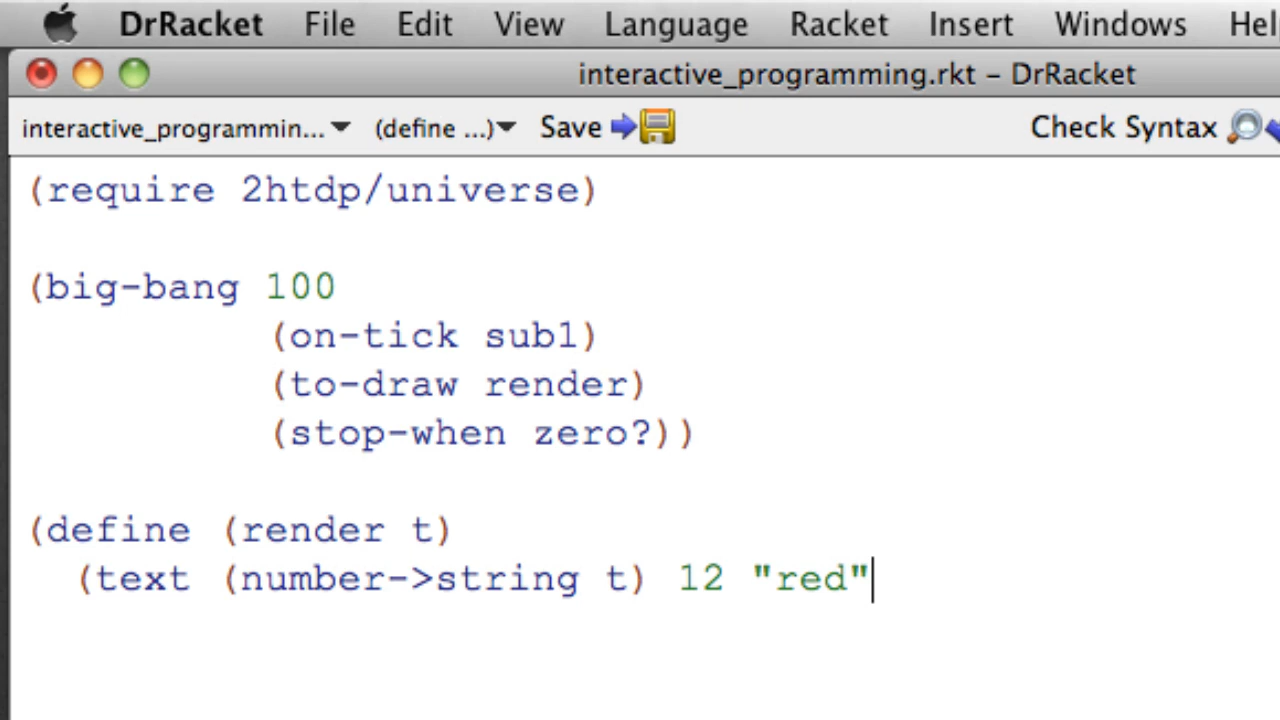 DrRacket File Edit View Language Racket Insert Windows Hel
interactive_programming.rkt – DrRacket
interactive_programmin... (define ...) Save Check Syntax
(require 2htdp/universe)
(big-bang 100
(on-tick sub1)
(to-draw render)
(stop-when zero?))
(define (render t)
(text (number->string t) 12 "red"